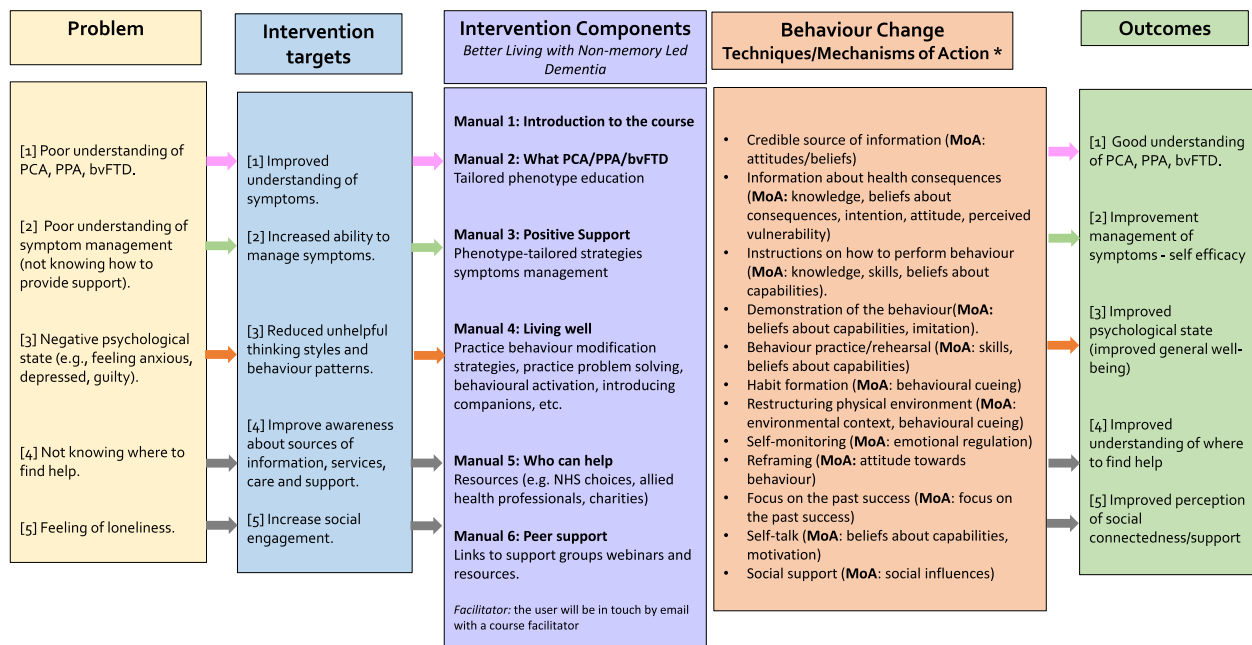 Problem
[1] Poor understanding of
PCA, PPA, bvFTD.
[2]  Poor understanding of
symptom management
(not knowing how to
provide support).
[3] Negative psychological
state (e.g., feeling anxious,
depressed, guilty).
[4] Not knowing where to
find help.
[5] Feeling of loneliness.
Intervention
targets
[1] Improved
understanding of
symptoms.
[2] Increased ability to
manage symptoms.
[3] Reduced unhelpful
thinking styles and
behaviour patterns.
[4] Improve awareness
about sources of
information, services,
care and support.
[5] Increase social
engagement.
Intervention Components
Better Living with Non-memory Led
Dementia
Manual 1: Introduction to the course
Manual 2: What PCA/PPA/bvFTD
Tailored phenotype education
Manual 3: Positive Support
Phenotype-tailored strategies
symptoms management
Manual 4: Living well
Practice behaviour modification
strategies, practice problem solving,
behavioural activation, introducing
companions, etc.
Manual 5: Who can help
Resources (e.g. NHS choices, allied
health professionals, charities)
Manual 6: Peer support
Links to support groups webinars and
resources.
Facilitator: the user will be in touch by email
with a course facilitator
Behaviour Change
Techniques/Mechanisms of Action *
• Credible source of information (MoA:
attitudes/beliefs)
• Information about health consequences
(MoA: knowledge, beliefs about
consequences, intention, attitude, perceived
vulnerability)
• Instructions on how to perform behaviour
(MoA: knowledge, skills, beliefs about
capabilities).
• Demonstration of the behaviour(MoA:
beliefs about capabilities, imitation).
• Behaviour practice/rehearsal (MoA: skills,
beliefs about capabilities)
• Habit formation (MoA: behavioural cueing)
• Restructuring physical environment (MoA:
environmental context, behavioural cueing)
• Self-monitoring (MoA: emotional regulation)
• Reframing (MoA: attitude towards
behaviour)
• Focus on the past success (MoA: focus on
the past success)
• Self-talk (MoA: beliefs about capabilities,
motivation)
• Social support (MoA: social influences)
Outcomes
[1]  Good understanding
of PCA, PPA, bvFTD.
[2] Improvement
management of
symptoms - self efficacy
[3] Improved
psychological state
(improved general well-
being)
[4] Improved
understanding of where
to find help
[5] Improved perception
of social
connectedness/support